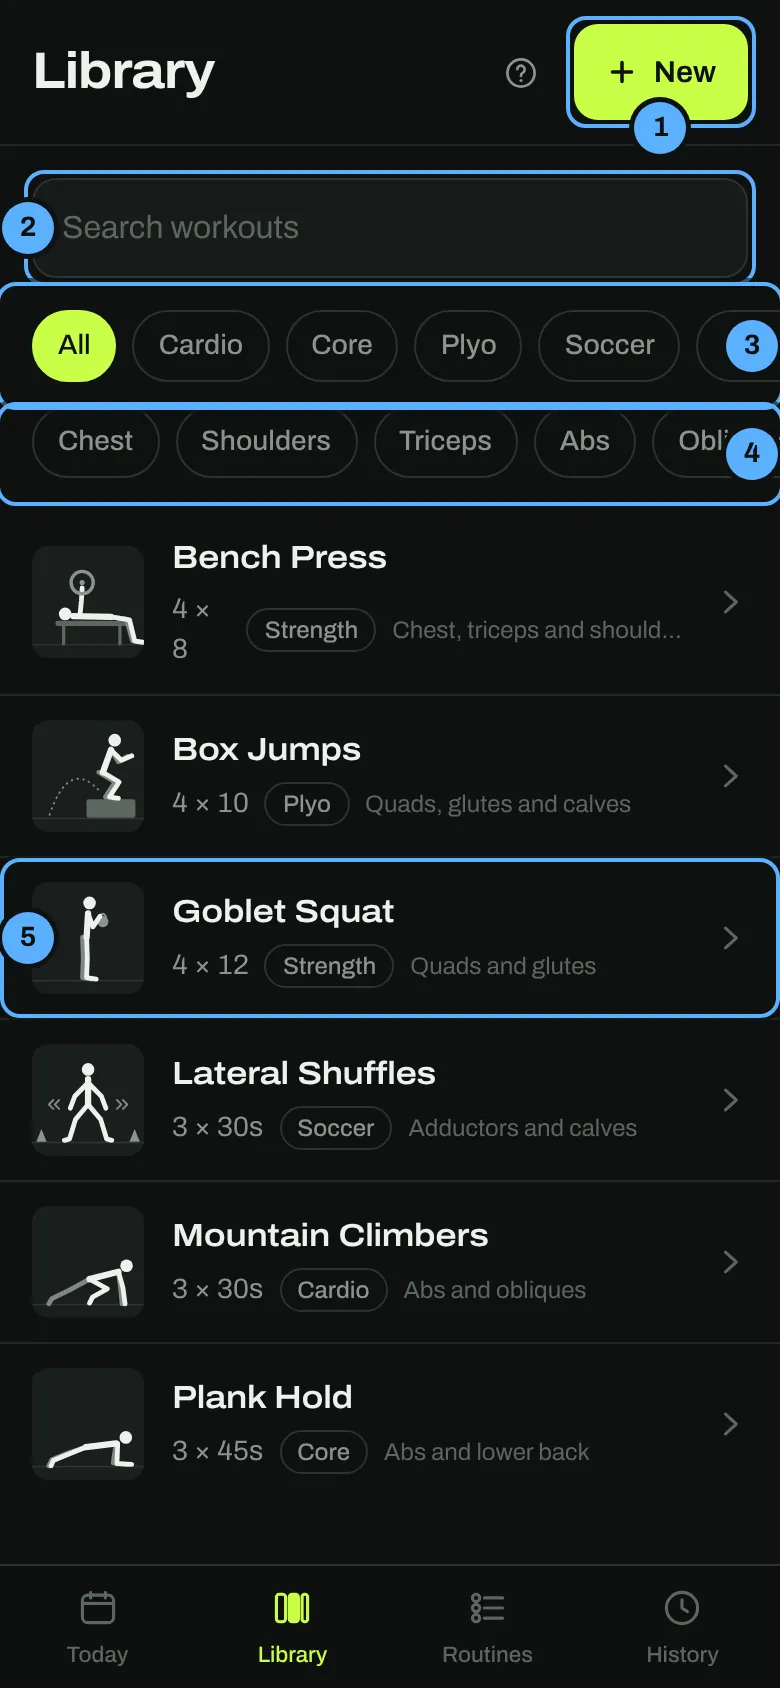 Library
+ New
1
2
Search workouts
All
Cardio
Core
Plyo
Soccer
3
Chest
Shoulders
Triceps
Abs
Obli
4
Bench Press
4 ×
8
Strength
Chest, triceps and should...
Box Jumps
4 × 10
Plyo
Quads, glutes and calves
5
Goblet Squat
4 × 12
Strength
Quads and glutes
Lateral Shuffles
3 × 30s
Soccer
Adductors and calves
Mountain Climbers
3 × 30s
Cardio
Abs and obliques
Plank Hold
3 × 45s
Core
Abs and lower back
Today
Library
Routines
History